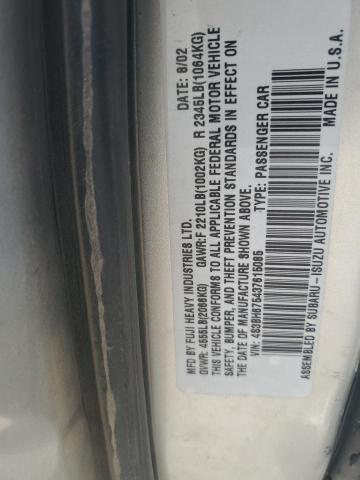 MFD BY FUJI HEAVY INDUSTRIES LTD. DATE: 8/02
GVWR: 4555LB(2066KG) GAWR:F 2210LB(1002KG) R 2345LB(1064KG)
THIS VEHICLE CONFORMS TO ALL APPLICABLE FEDERAL MOTOR VEHICLE
SAFETY, BUMPER, AND THEFT PREVENTION STANDARDS IN EFFECT ON
DATE OF MANUFACTURE SHOWN ABOVE.
VIN: 4S3BH675437615085 TYPE: PASSENGER CAR
ASSEMBLED BY SUBARU-ISUZU AUTOMOTIVE INC. MADE IN U.S.A.